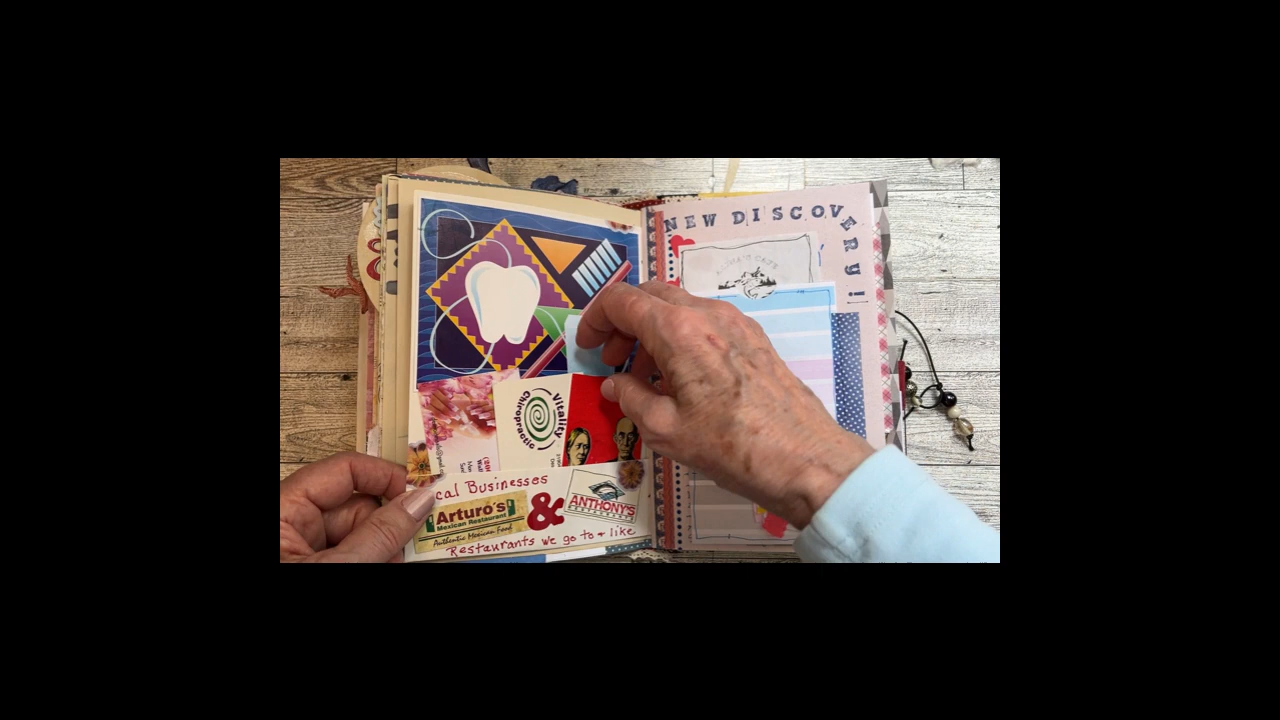 NEW DISCOVERY!
Vitality
Chiropractic
cal Businesses
Arturo's
Mexican Restaurant
Authentic Mexican Food
&
ANTHONY'S
Restaurants we go to & like